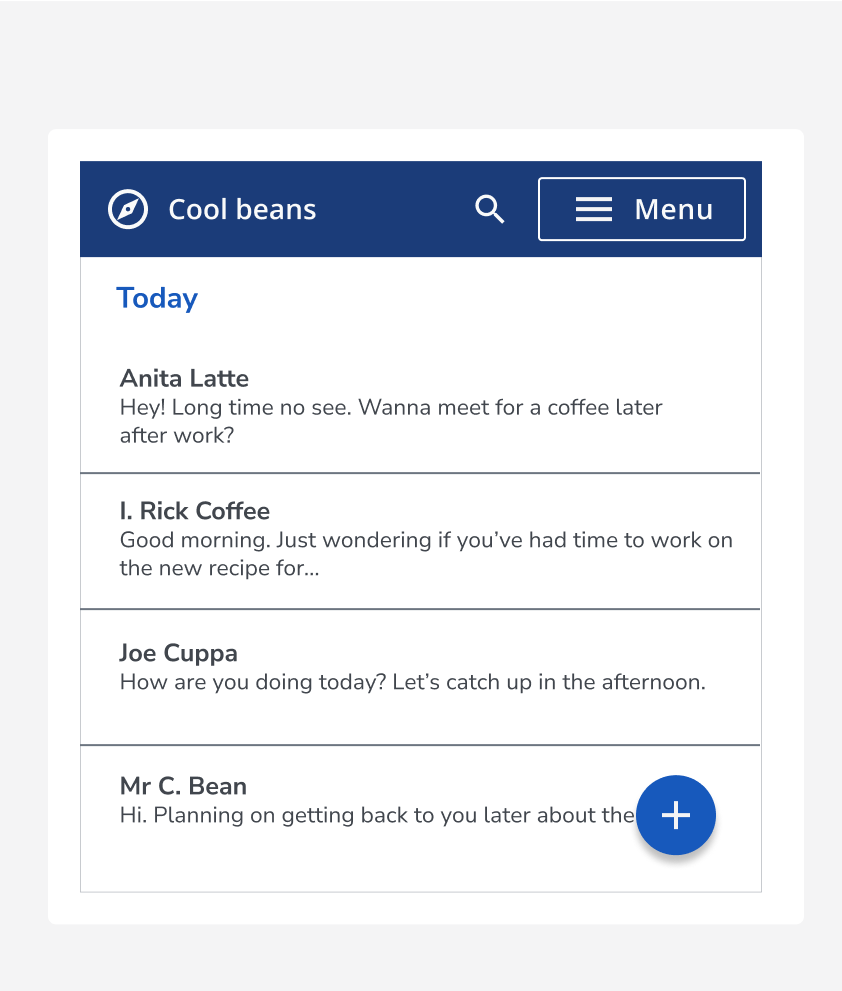 Cool beans
Menu
Today
Anita Latte
Hey! Long time no see. Wanna meet for a coffee later
after work?
I. Rick Coffee
Good morning. Just wondering if you’ve had time to work on
the new recipe for...
Joe Cuppa
How are you doing today? Let’s catch up in the afternoon.
Mr C. Bean
Hi. Planning on getting back to you later about the